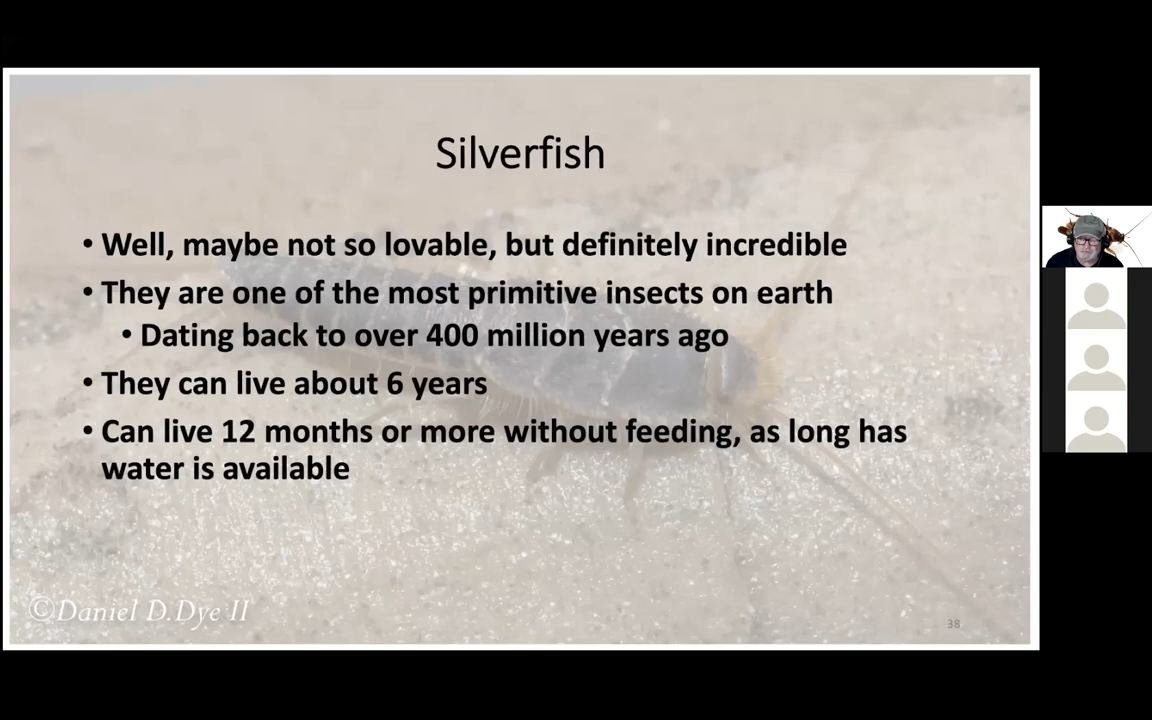 Silverfish
• Well, maybe not so lovable, but definitely incredible
• They are one of the most primitive insects on earth
• Dating back to over 400 million years ago
• They can live about 6 years
• Can live 12 months or more without feeding, as long has
water is available
©Daniel D.Dye II
38